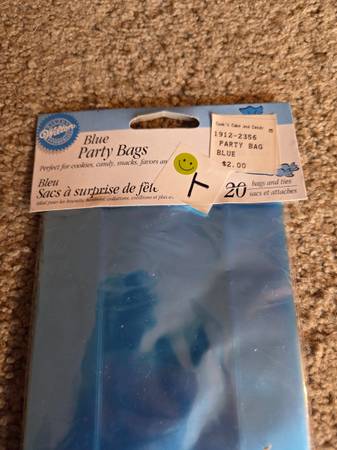 Wilton
Blue
Party Bags
Perfect for cookies, candy, snacks, favors and
Bleu
Sacs à surprise de fête
20 bags and ties
sacs et attaches
1912-2356
PARTY BAG
BLUE
$2.00